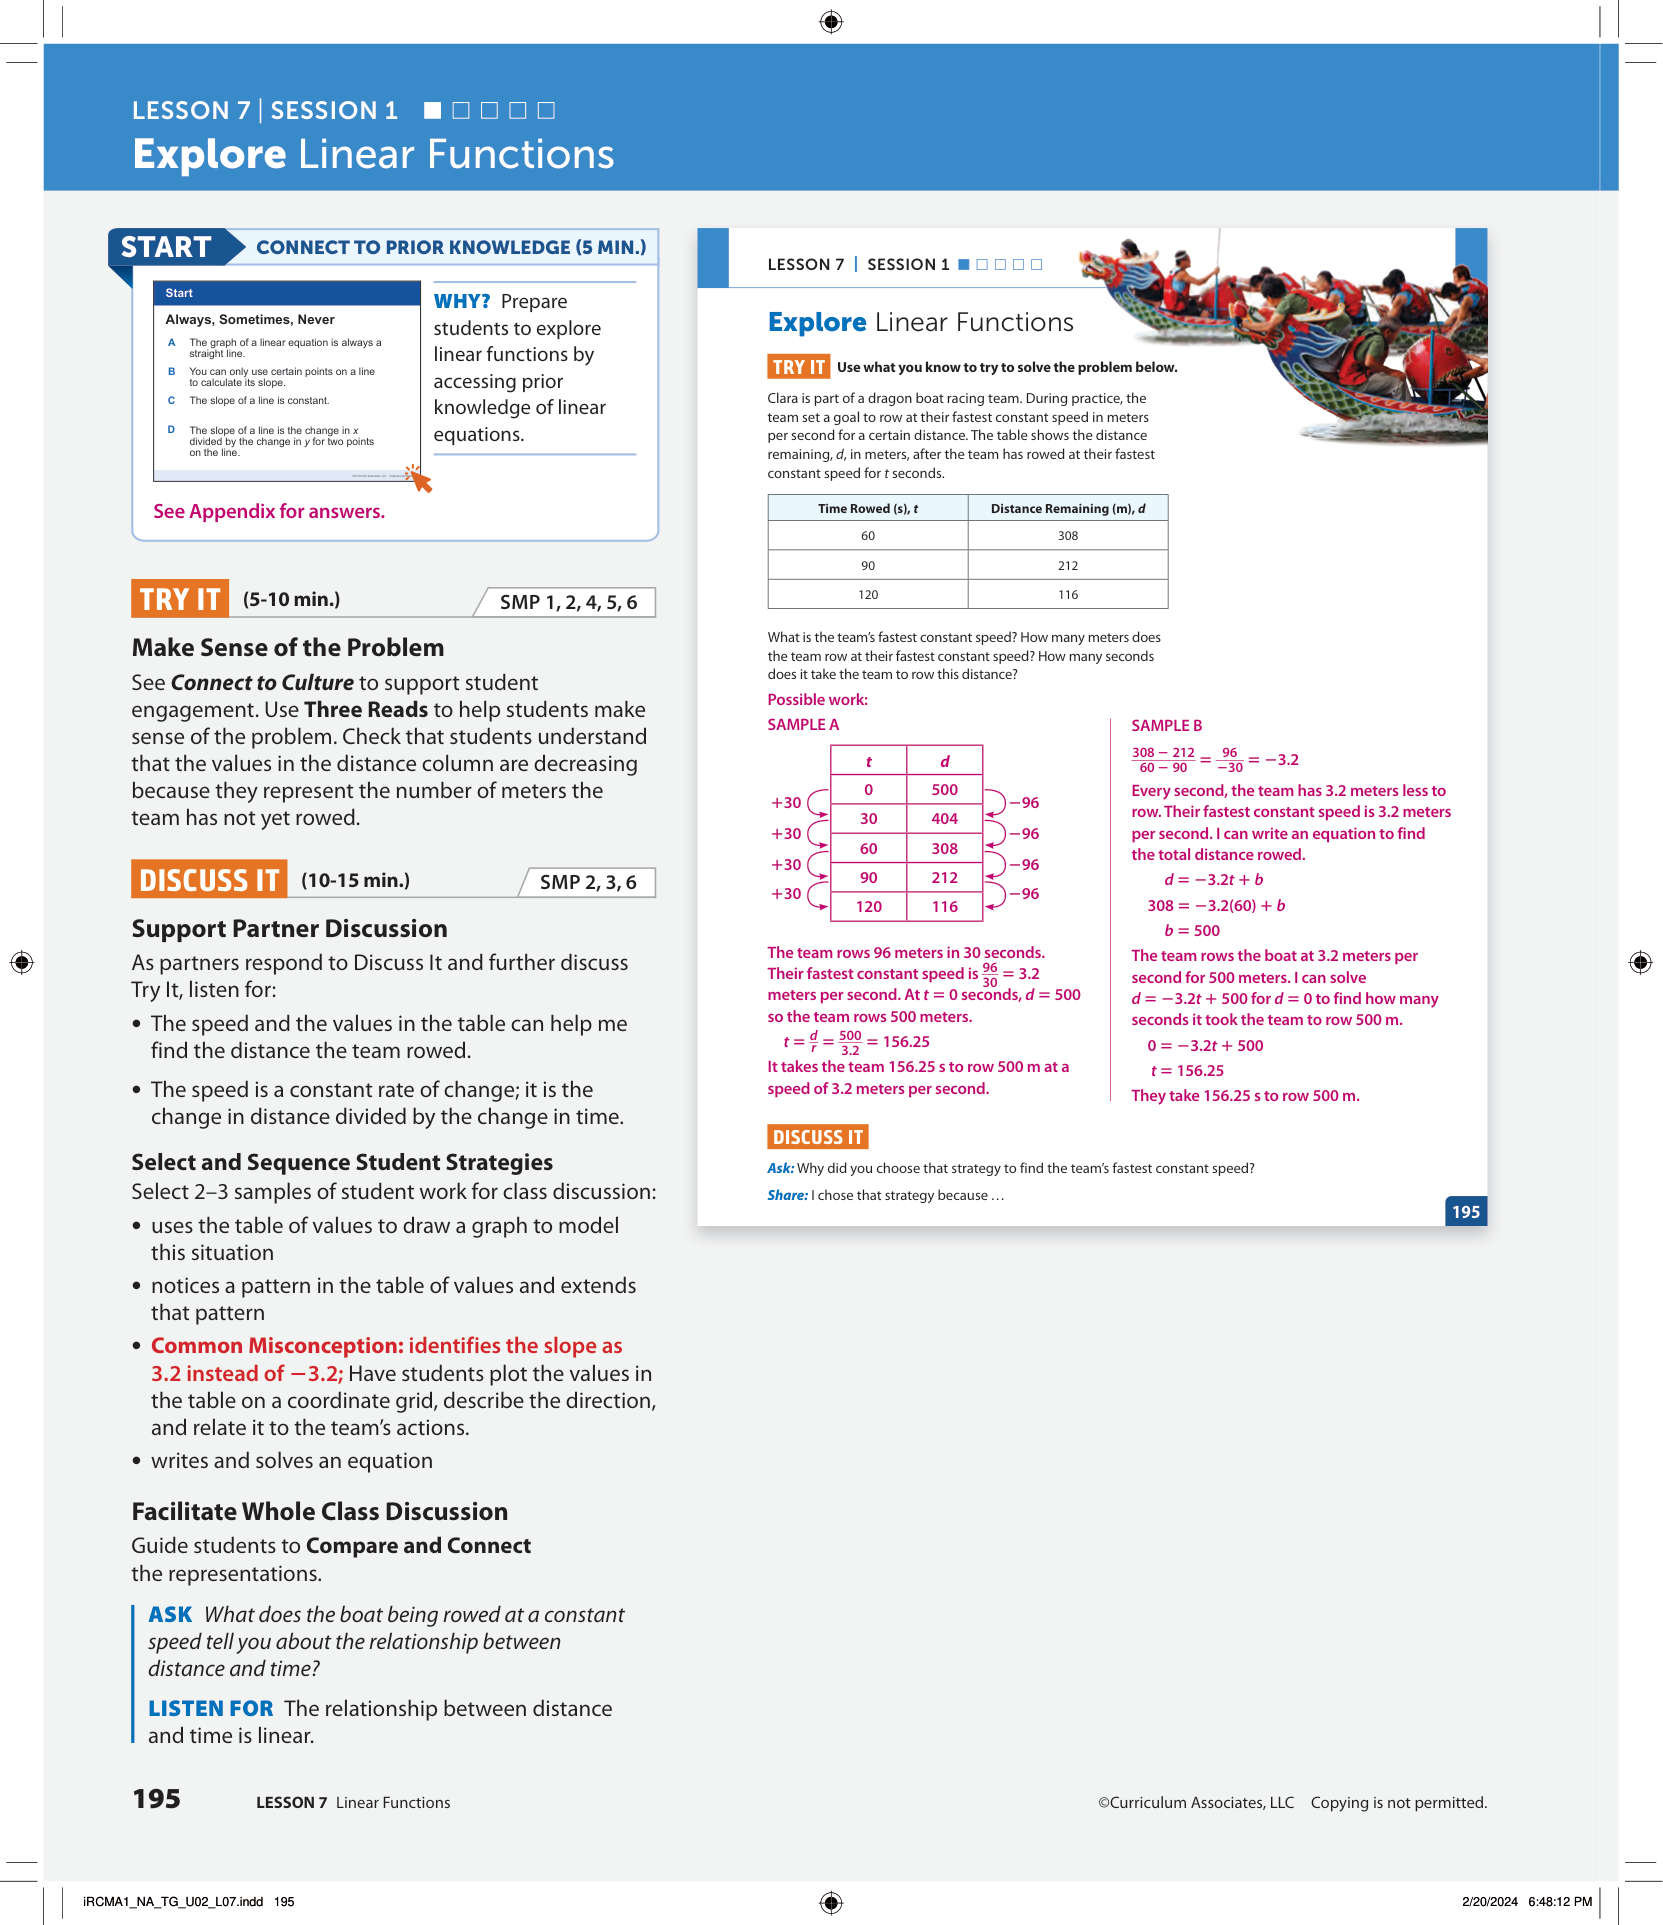 LESSON 7 | SESSION 1
Explore Linear Functions
START CONNECT TO PRIOR KNOWLEDGE (5 MIN.)
Start
Always, Sometimes, Never
A The graph of a linear equation is always a
straight line.
B You can only use certain points on a line
to calculate its slope.
C The slope of a line is constant.
D The slope of a line is the change in x
divided by the change in y for two points
on the line.
WHY? Prepare
students to explore
linear functions by
accessing prior
knowledge of linear
equations.
See Appendix for answers.
TRY IT (5-10 min.) SMP 1, 2, 4, 5, 6
Make Sense of the Problem
See Connect to Culture to support student
engagement. Use Three Reads to help students make
sense of the problem. Check that students understand
that the values in the distance column are decreasing
because they represent the number of meters the
team has not yet rowed.
DISCUSS IT (10-15 min.) SMP 2, 3, 6
Support Partner Discussion
As partners respond to Discuss It and further discuss
Try It, listen for:
• The speed and the values in the table can help me
find the distance the team rowed.
• The speed is a constant rate of change; it is the
change in distance divided by the change in time.
Select and Sequence Student Strategies
Select 2–3 samples of student work for class discussion:
• uses the table of values to draw a graph to model
this situation
• notices a pattern in the table of values and extends
that pattern
• Common Misconception: identifies the slope as
3.2 instead of −3.2; Have students plot the values in
the table on a coordinate grid, describe the direction,
and relate it to the team's actions.
• writes and solves an equation
Facilitate Whole Class Discussion
Guide students to Compare and Connect
the representations.
ASK What does the boat being rowed at a constant
speed tell you about the relationship between
distance and time?
LISTEN FOR The relationship between distance
and time is linear.
LESSON 7 | SESSION 1
Explore Linear Functions
TRY IT Use what you know to try to solve the problem below.
Clara is part of a dragon boat racing team. During practice, the
team set a goal to row at their fastest constant speed in meters
per second for a certain distance. The table shows the distance
remaining, d, in meters, after the team has rowed at their fastest
constant speed for t seconds.
Time Rowed (s), t Distance Remaining (m), d
60 308
90 212
120 116
What is the team's fastest constant speed? How many meters does
the team row at their fastest constant speed? How many seconds
does it take the team to row this distance?
Possible work:
SAMPLE A
t d
0 500
+30 −96
30 404
+30 −96
60 308
+30 −96
90 212
+30 −96
120 116
The team rows 96 meters in 30 seconds.
Their fastest constant speed is 96/30 = 3.2
meters per second. At t = 0 seconds, d = 500
so the team rows 500 meters.
t = d/r = 500/3.2 = 156.25
It takes the team 156.25 s to row 500 m at a
speed of 3.2 meters per second.
SAMPLE B
308 − 212/60 − 90 = 96/−30 = −3.2
Every second, the team has 3.2 meters less to
row. Their fastest constant speed is 3.2 meters
per second. I can write an equation to find
the total distance rowed.
d = −3.2t + b
308 = −3.2(60) + b
b = 500
The team rows the boat at 3.2 meters per
second for 500 meters. I can solve
d = −3.2t + 500 for d = 0 to find how many
seconds it took the team to row 500 m.
0 = −3.2t + 500
t = 156.25
They take 156.25 s to row 500 m.
DISCUSS IT
Ask: Why did you choose that strategy to find the team's fastest constant speed?
Share: I chose that strategy because …
195
195 LESSON 7 Linear Functions
©Curriculum Associates, LLC Copying is not permitted.
iRCMA1_NA_TG_U02_L07.indd 195
2/20/2024 6:48:12 PM